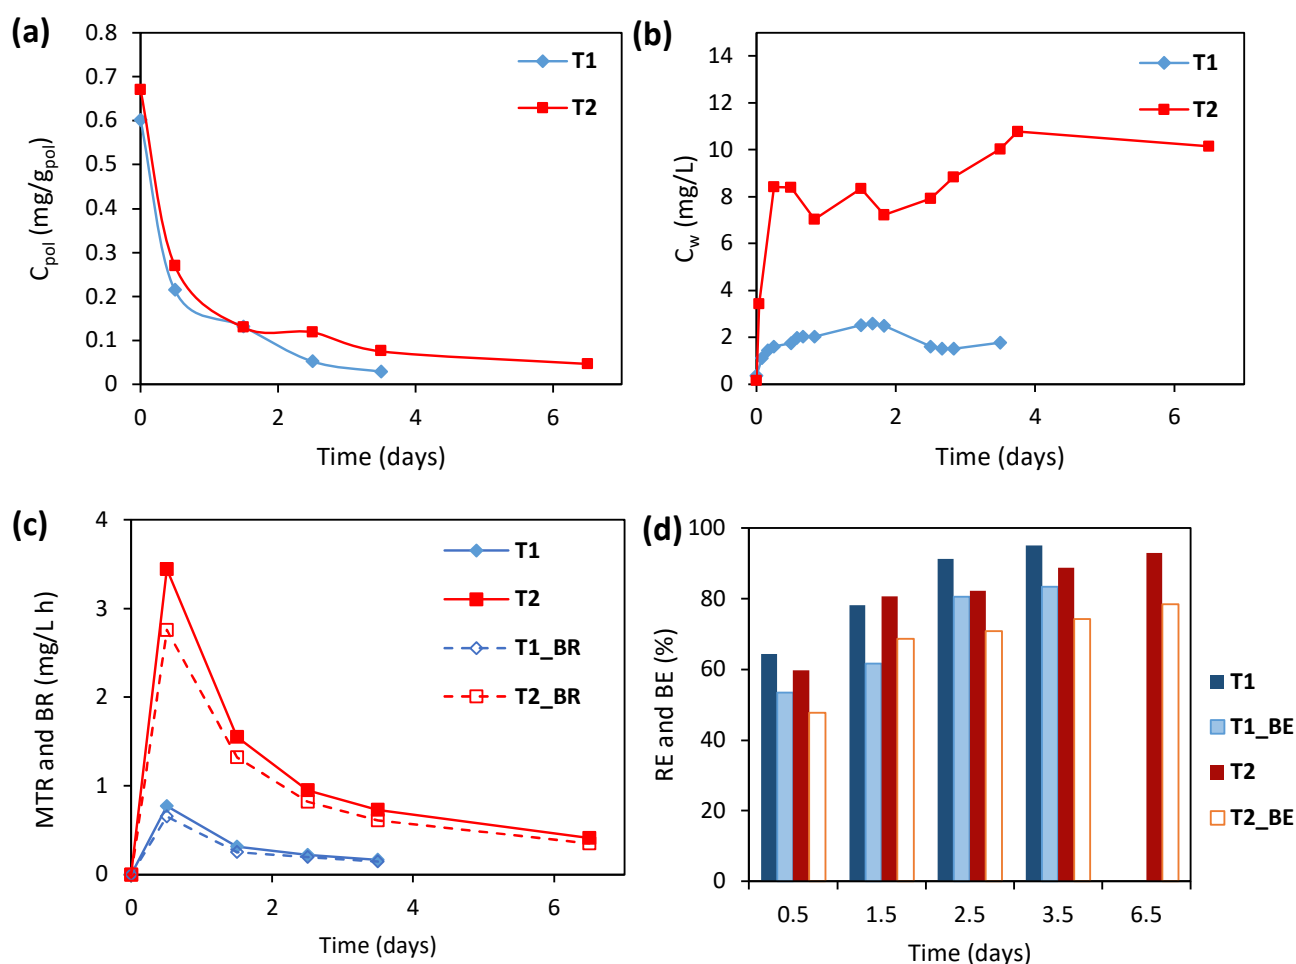 (a)
0.8
0.7
0.6
0.5
0.4
0.3
0.2
0.1
0
0 2 4 6
C_pol (mg/g_pol)
Time (days)
T1
T2
(b)
14
12
10
8
6
4
2
0
0 2 4 6
C_w (mg/L)
Time (days)
T1
T2
(c)
4
3
2
1
0
0 2 4 6
MTR and BR (mg/L h)
Time (days)
T1
T2
T1_BR
T2_BR
(d)
100
80
60
40
20
0
0.5 1.5 2.5 3.5 6.5
RE and BE (%)
Time (days)
T1
T1_BE
T2
T2_BE